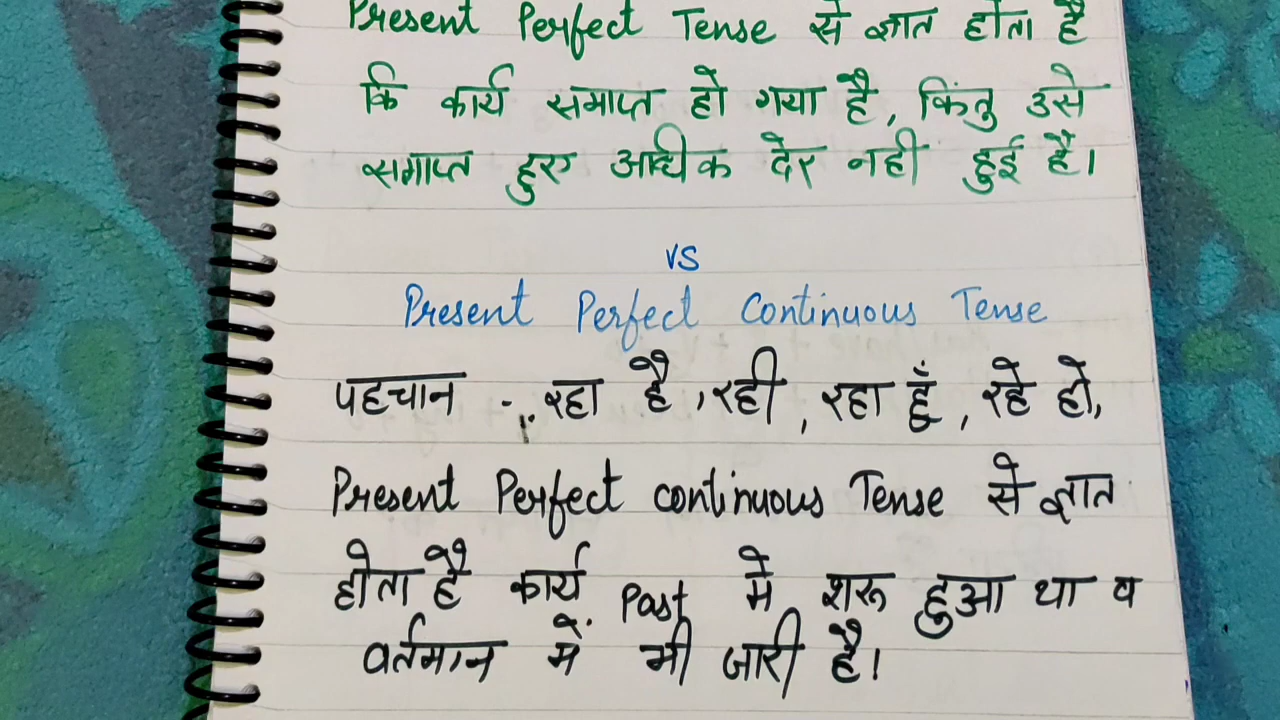 Present Perfect Tense से ज्ञात होता है
कि कार्य समाप्त हो गया है, किंतु उसे
समाप्त हुए अधिक देर नही हुई है।
vs
Present Perfect Continuous Tense
पहचान - रहा है, रही, रहा हूँ, रहे हो,
Present Perfect continuous Tense से ज्ञात
होता है कार्य Past मे शरू हुआ था व
वर्तमान में भी जारी है।